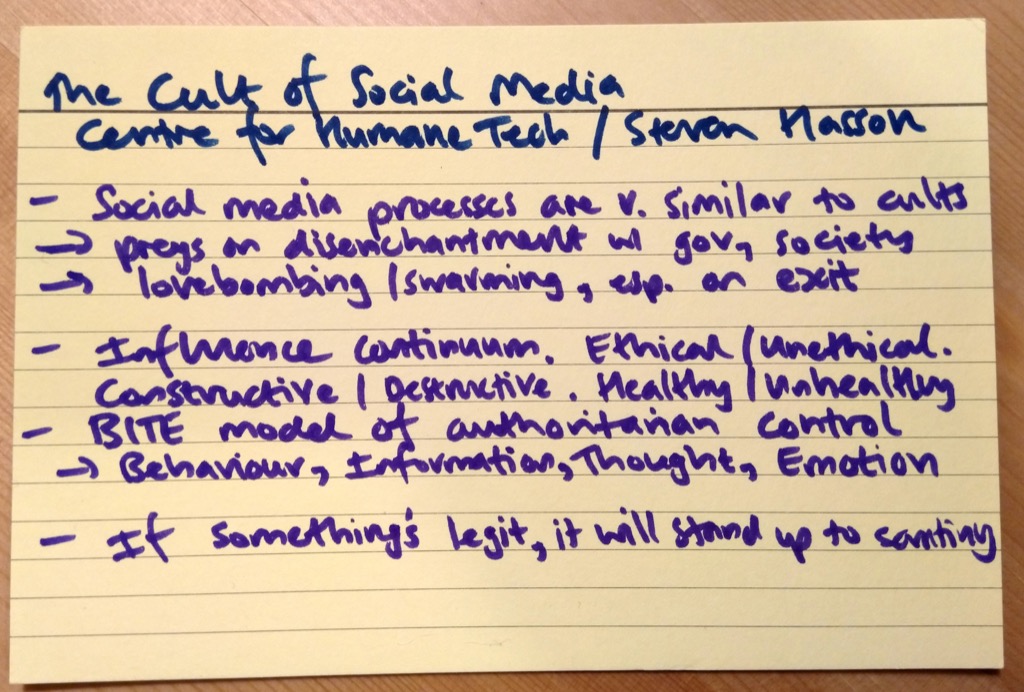 The Cult of Social Media
Centre for Humane Tech / Steven Hasson
- Social media processes are v. similar to cults
→ preys on disenchantment w/ gov, society
→ lovebombing / swarming, esp. on exit
- Influence continuum. Ethical / Unethical.
Constructive / Destructive. Healthy / Unhealthy
- BITE model of authoritarian control
→ Behaviour, Information, Thought, Emotion
- If something's legit, it will stand up to scrutiny